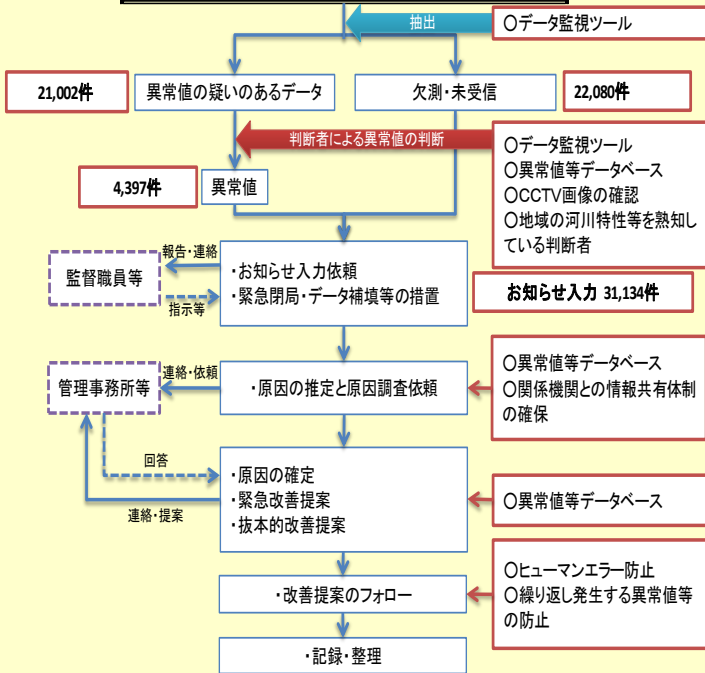 抽出
〇データ監視ツール
21,002件
異常値の疑いのあるデータ
欠測・未受信
22,080件
判断者による異常値の判断
〇データ監視ツール
〇異常値等データベース
〇CCTV画像の確認
〇地域の河川特性等を熟知し
ている判断者
4,397件
異常値
監督職員等
報告・連絡
指示等
・お知らせ入力依頼
・緊急閉局・データ補填等の措置
お知らせ入力 31,134件
管理事務所等
連絡・依頼
・原因の推定と原因調査依頼
〇異常値等データベース
〇関係機関との情報共有体制
の確保
回答
連絡・提案
・原因の確定
・緊急改善提案
・抜本的改善提案
〇異常値等データベース
・改善提案のフォロー
〇ヒューマンエラー防止
〇繰り返し発生する異常値等
の防止
・記録・整理